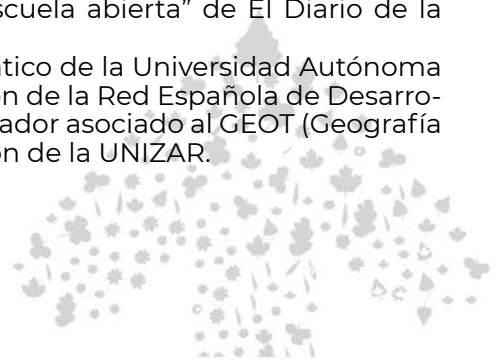 scuela abierta” de El Diario de la
tico de la Universidad Autónoma
n de la Red Española de Desarro-
ador asociado al GEOT (Geografía
n de la UNIZAR.